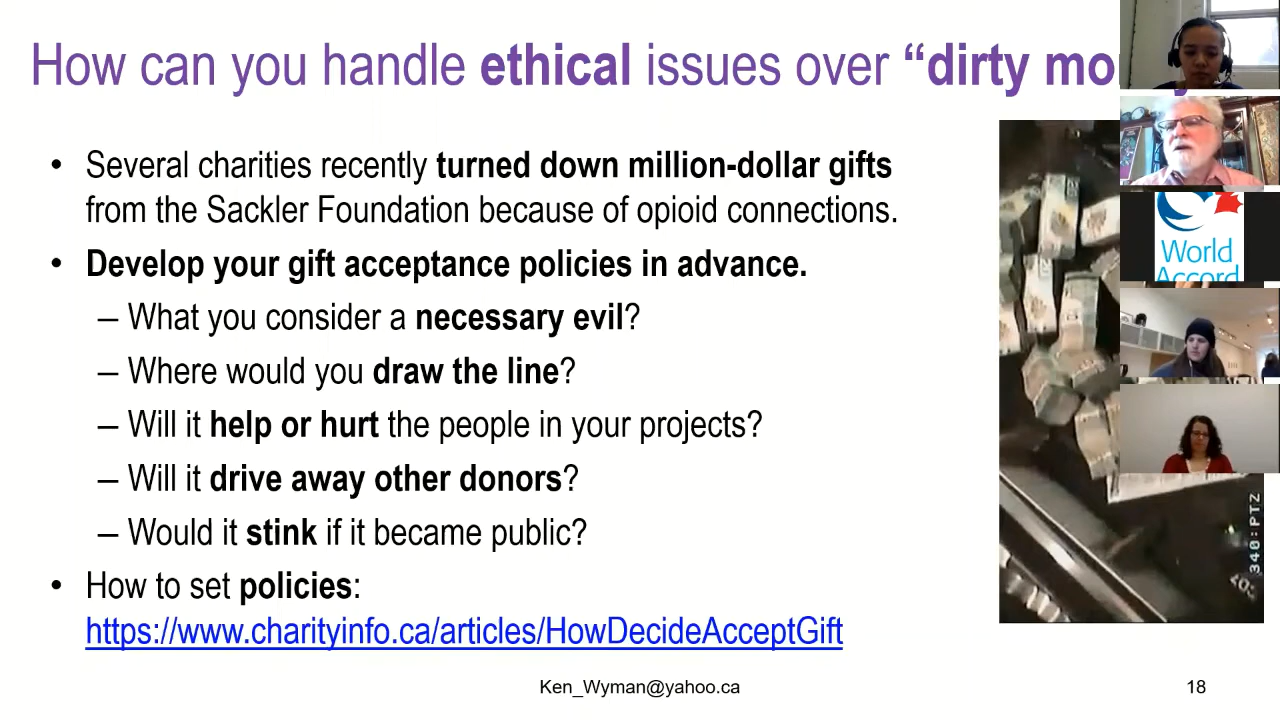 How can you handle ethical issues over “dirty mo
• Several charities recently turned down million-dollar gifts
from the Sackler Foundation because of opioid connections.
• Develop your gift acceptance policies in advance.
– What you consider a necessary evil?
– Where would you draw the line?
– Will it help or hurt the people in your projects?
– Will it drive away other donors?
– Would it stink if it became public?
• How to set policies:
https://www.charityinfo.ca/articles/HowDecideAcceptGift
World
Accord
340:PTZ
Ken_Wyman@yahoo.ca
18